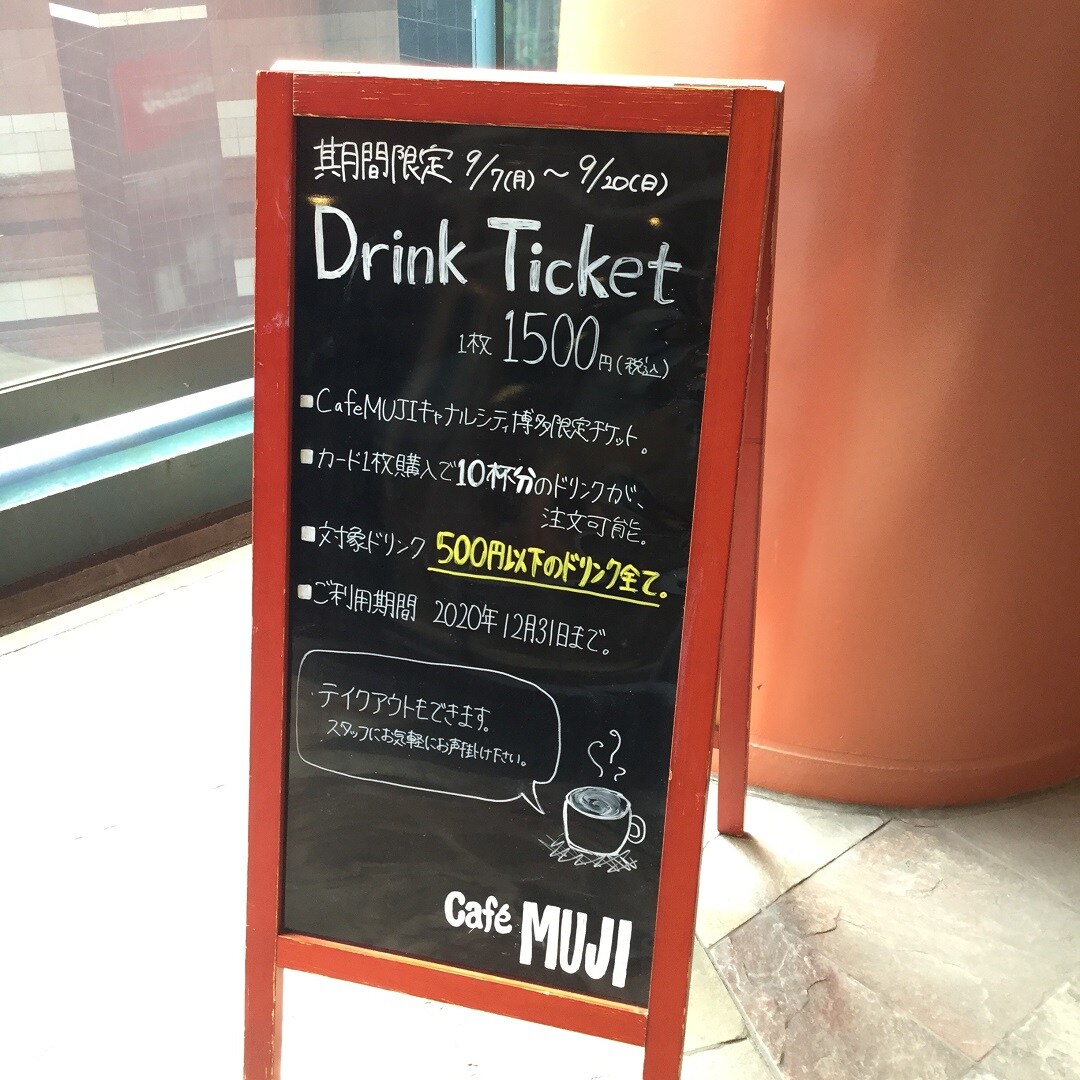 期間限定 9/7(月) ～ 9/20(日)
Drink Ticket
1枚 1500円(税込)
■CafeMUJIキャナルシティ博多限定チケット。
■カード1枚購入で10杯分のドリンクが、
注文可能。
■対象ドリンク 500円以下のドリンク全て。
■ご利用期間 2020年12月31日まで。
テイクアウトもできます。
スタッフにお気軽にお声掛け下さい。
Café MUJI